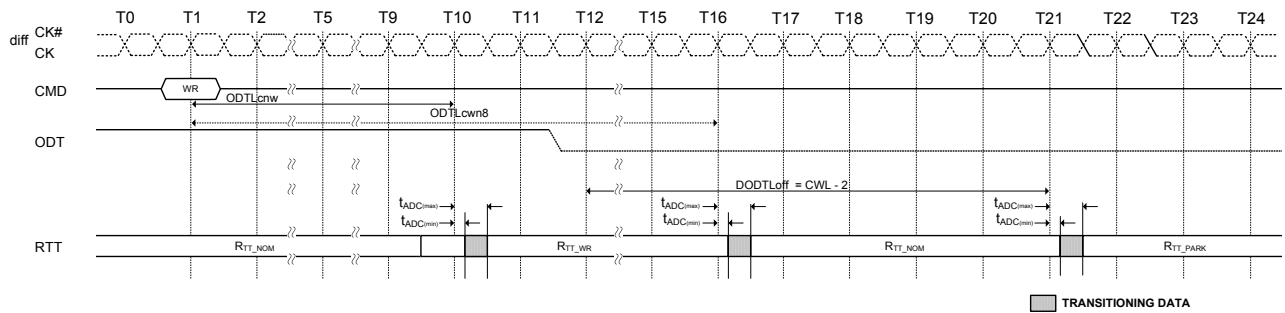 T0 T1 T2 T5 T9 T10 T11 T12 T15 T16 T17 T18 T19 T20 T21 T22 T23 T24
diff CK#
CK
CMD WR
ODTLcnw
ODTLcwn8
ODT
DODTLoff = CWL - 2
tADC(max) tADC(max) tADC(max)
tADC(min) tADC(min) tADC(min)
RTT RTT_NOM RTT_WR RTT_NOM RTT_PARK
TRANSITIONING DATA